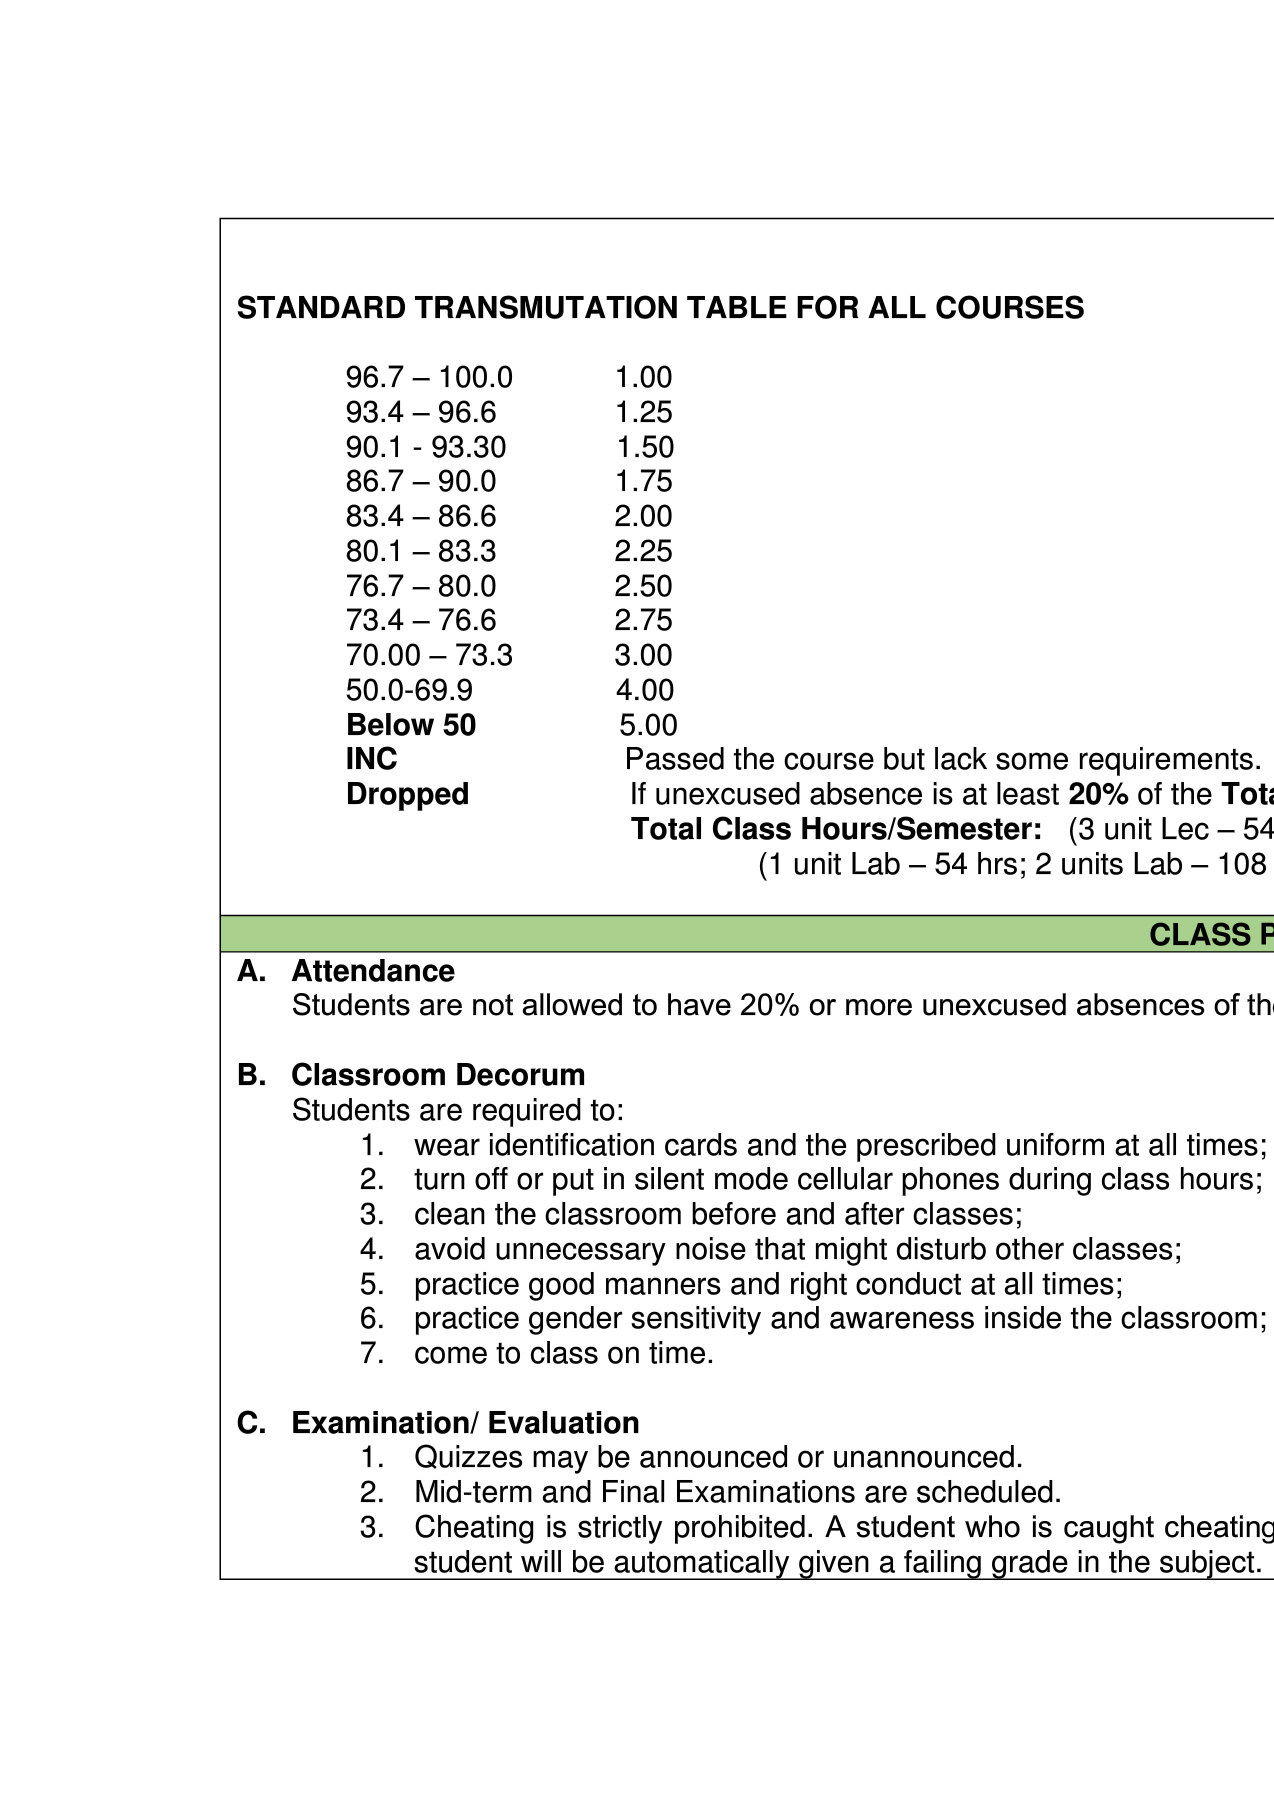 STANDARD TRANSMUTATION TABLE FOR ALL COURSES
96.7 – 100.0 1.00
93.4 – 96.6 1.25
90.1 - 93.30 1.50
86.7 – 90.0 1.75
83.4 – 86.6 2.00
80.1 – 83.3 2.25
76.7 – 80.0 2.50
73.4 – 76.6 2.75
70.00 – 73.3 3.00
50.0-69.9 4.00
Below 50 5.00
INC Passed the course but lack some requirements.
Dropped If unexcused absence is at least 20% of the
Total Class Hours/Semester: (3 unit Lec – 54
(1 unit Lab – 54 hrs; 2 units Lab – 108
CLASS
A. Attendance
Students are not allowed to have 20% or more unexcused absences of
B. Classroom Decorum
Students are required to:
1. wear identification cards and the prescribed uniform at all times;
2. turn off or put in silent mode cellular phones during class hours;
3. clean the classroom before and after classes;
4. avoid unnecessary noise that might disturb other classes;
5. practice good manners and right conduct at all times;
6. practice gender sensitivity and awareness inside the classroom;
7. come to class on time.
C. Examination/ Evaluation
1. Quizzes may be announced or unannounced.
2. Mid-term and Final Examinations are scheduled.
3. Cheating is strictly prohibited. A student who is caught cheating
student will be automatically given a failing grade in the subject.